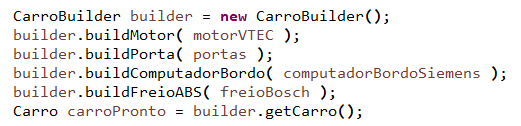 CarroBuilder builder = new CarroBuilder();
builder.buildMotor( motorVTEC );
builder.buildPorta( portas );
builder.buildComputadorBordo( computadorBordoSiemens );
builder.buildFreioABS( freioBosch );
Carro carroPronto = builder.getCarro();